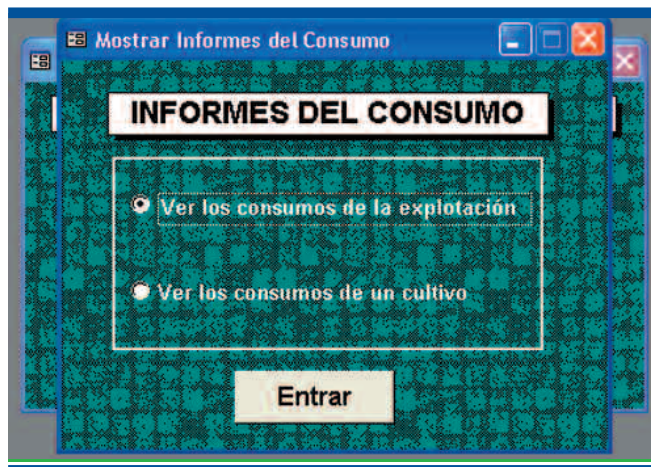 Mostrar Informes del Consumo
INFORMES DEL CONSUMO
Ver los consumos de la explotación
Ver los consumos de un cultivo
Entrar